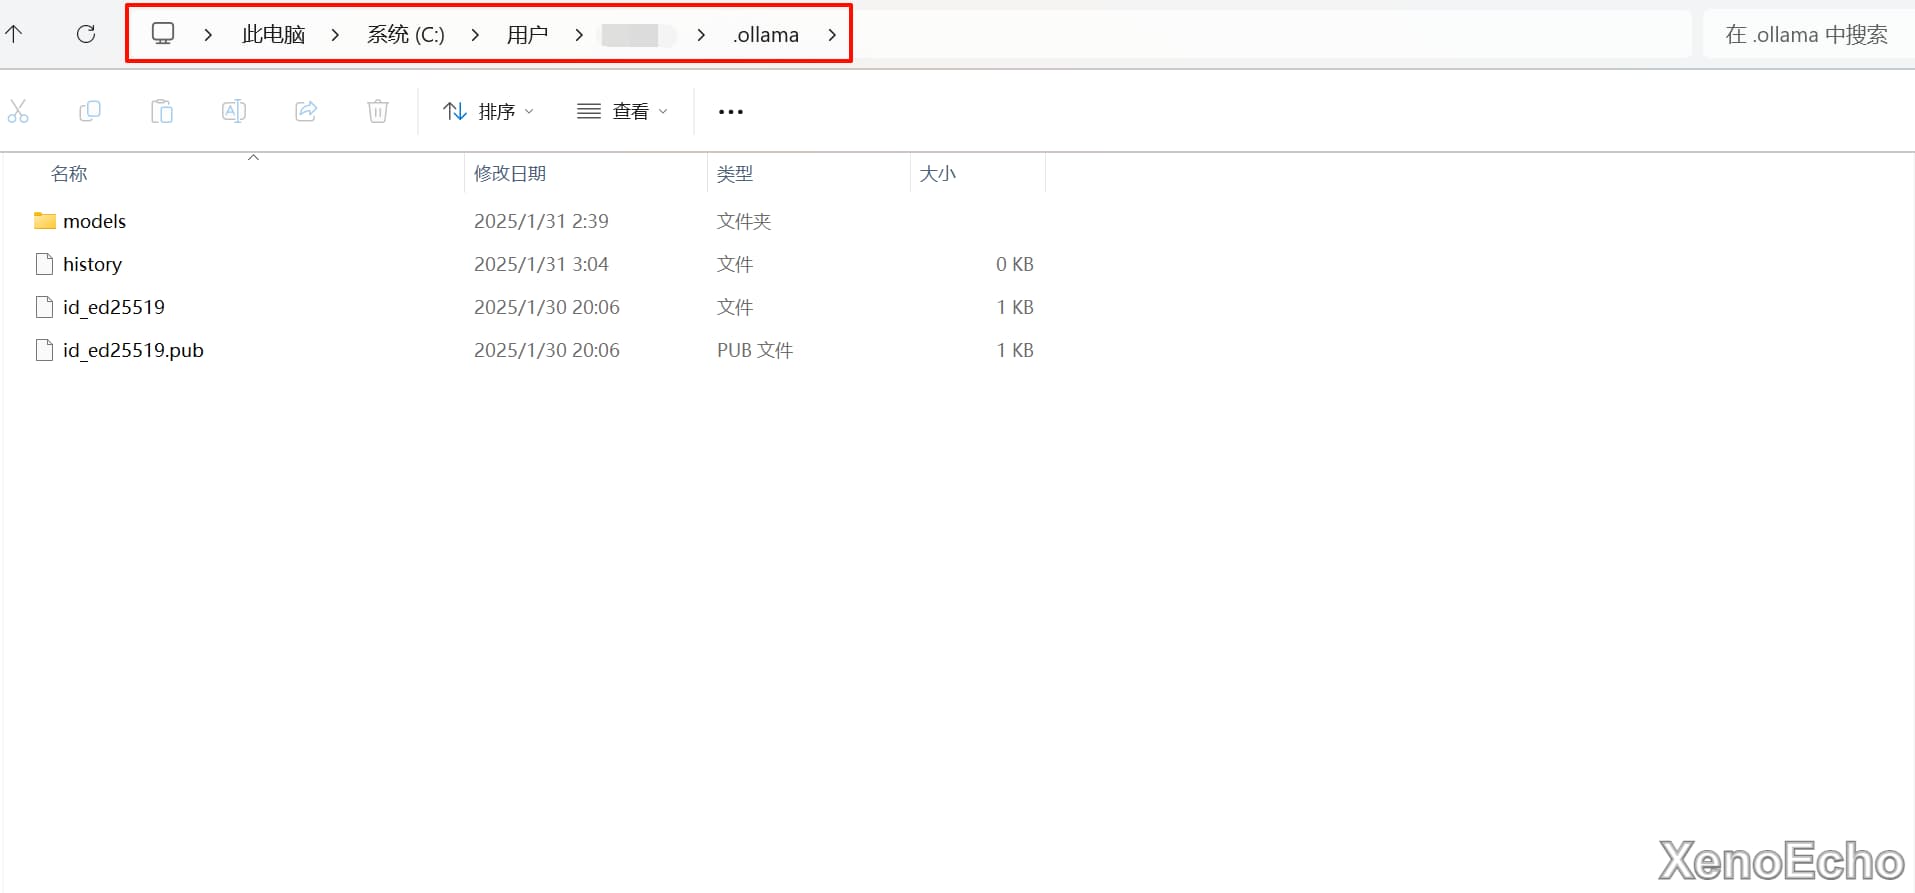 此电脑 系统 (C:) 用户 .ollama 在 .ollama 中搜索
排序 查看
名称 修改日期 类型 大小
models 2025/1/31 2:39 文件夹
history 2025/1/31 3:04 文件 0 KB
id_ed25519 2025/1/30 20:06 文件 1 KB
id_ed25519.pub 2025/1/30 20:06 PUB 文件 1 KB
XenoEcho